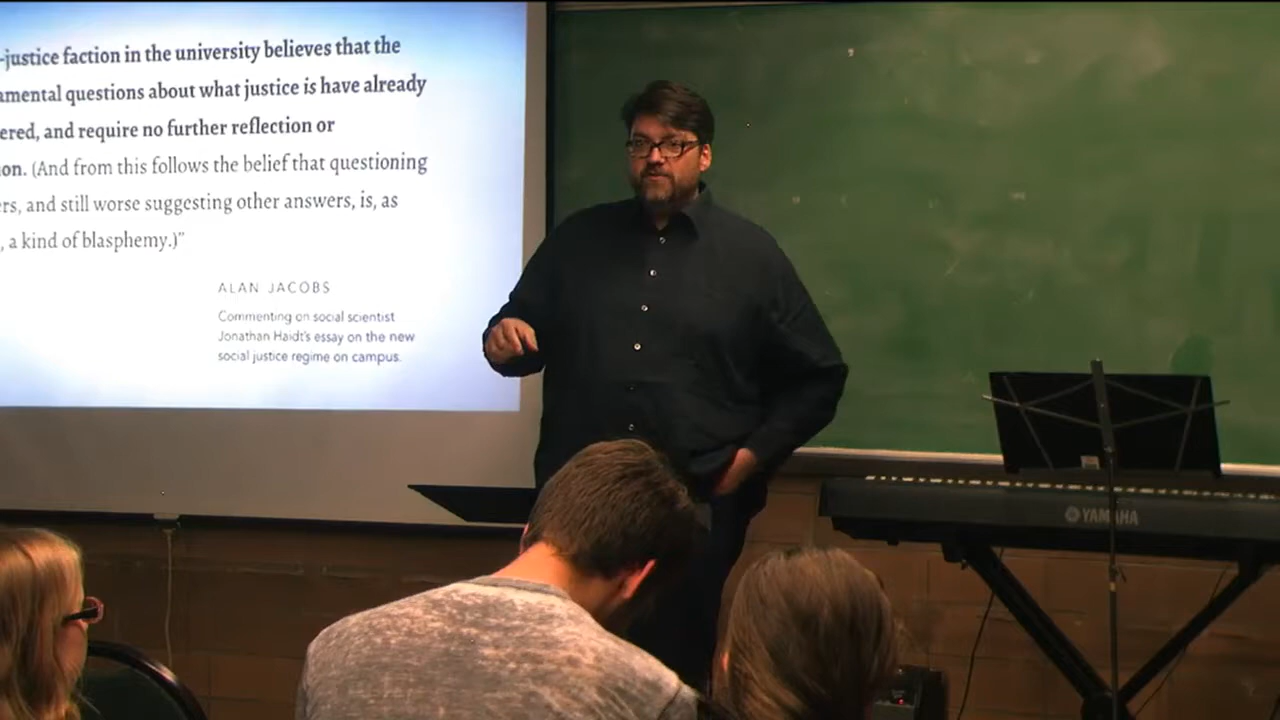 -justice faction in the university believes that the
amental questions about what justice is have already
ered, and require no further reflection or
on. (And from this follows the belief that questioning
ers, and still worse suggesting other answers, is, as
, a kind of blasphemy.)”
ALAN JACOBS
Commenting on social scientist
Jonathan Haidt's essay on the new
social justice regime on campus.
YAMAHA